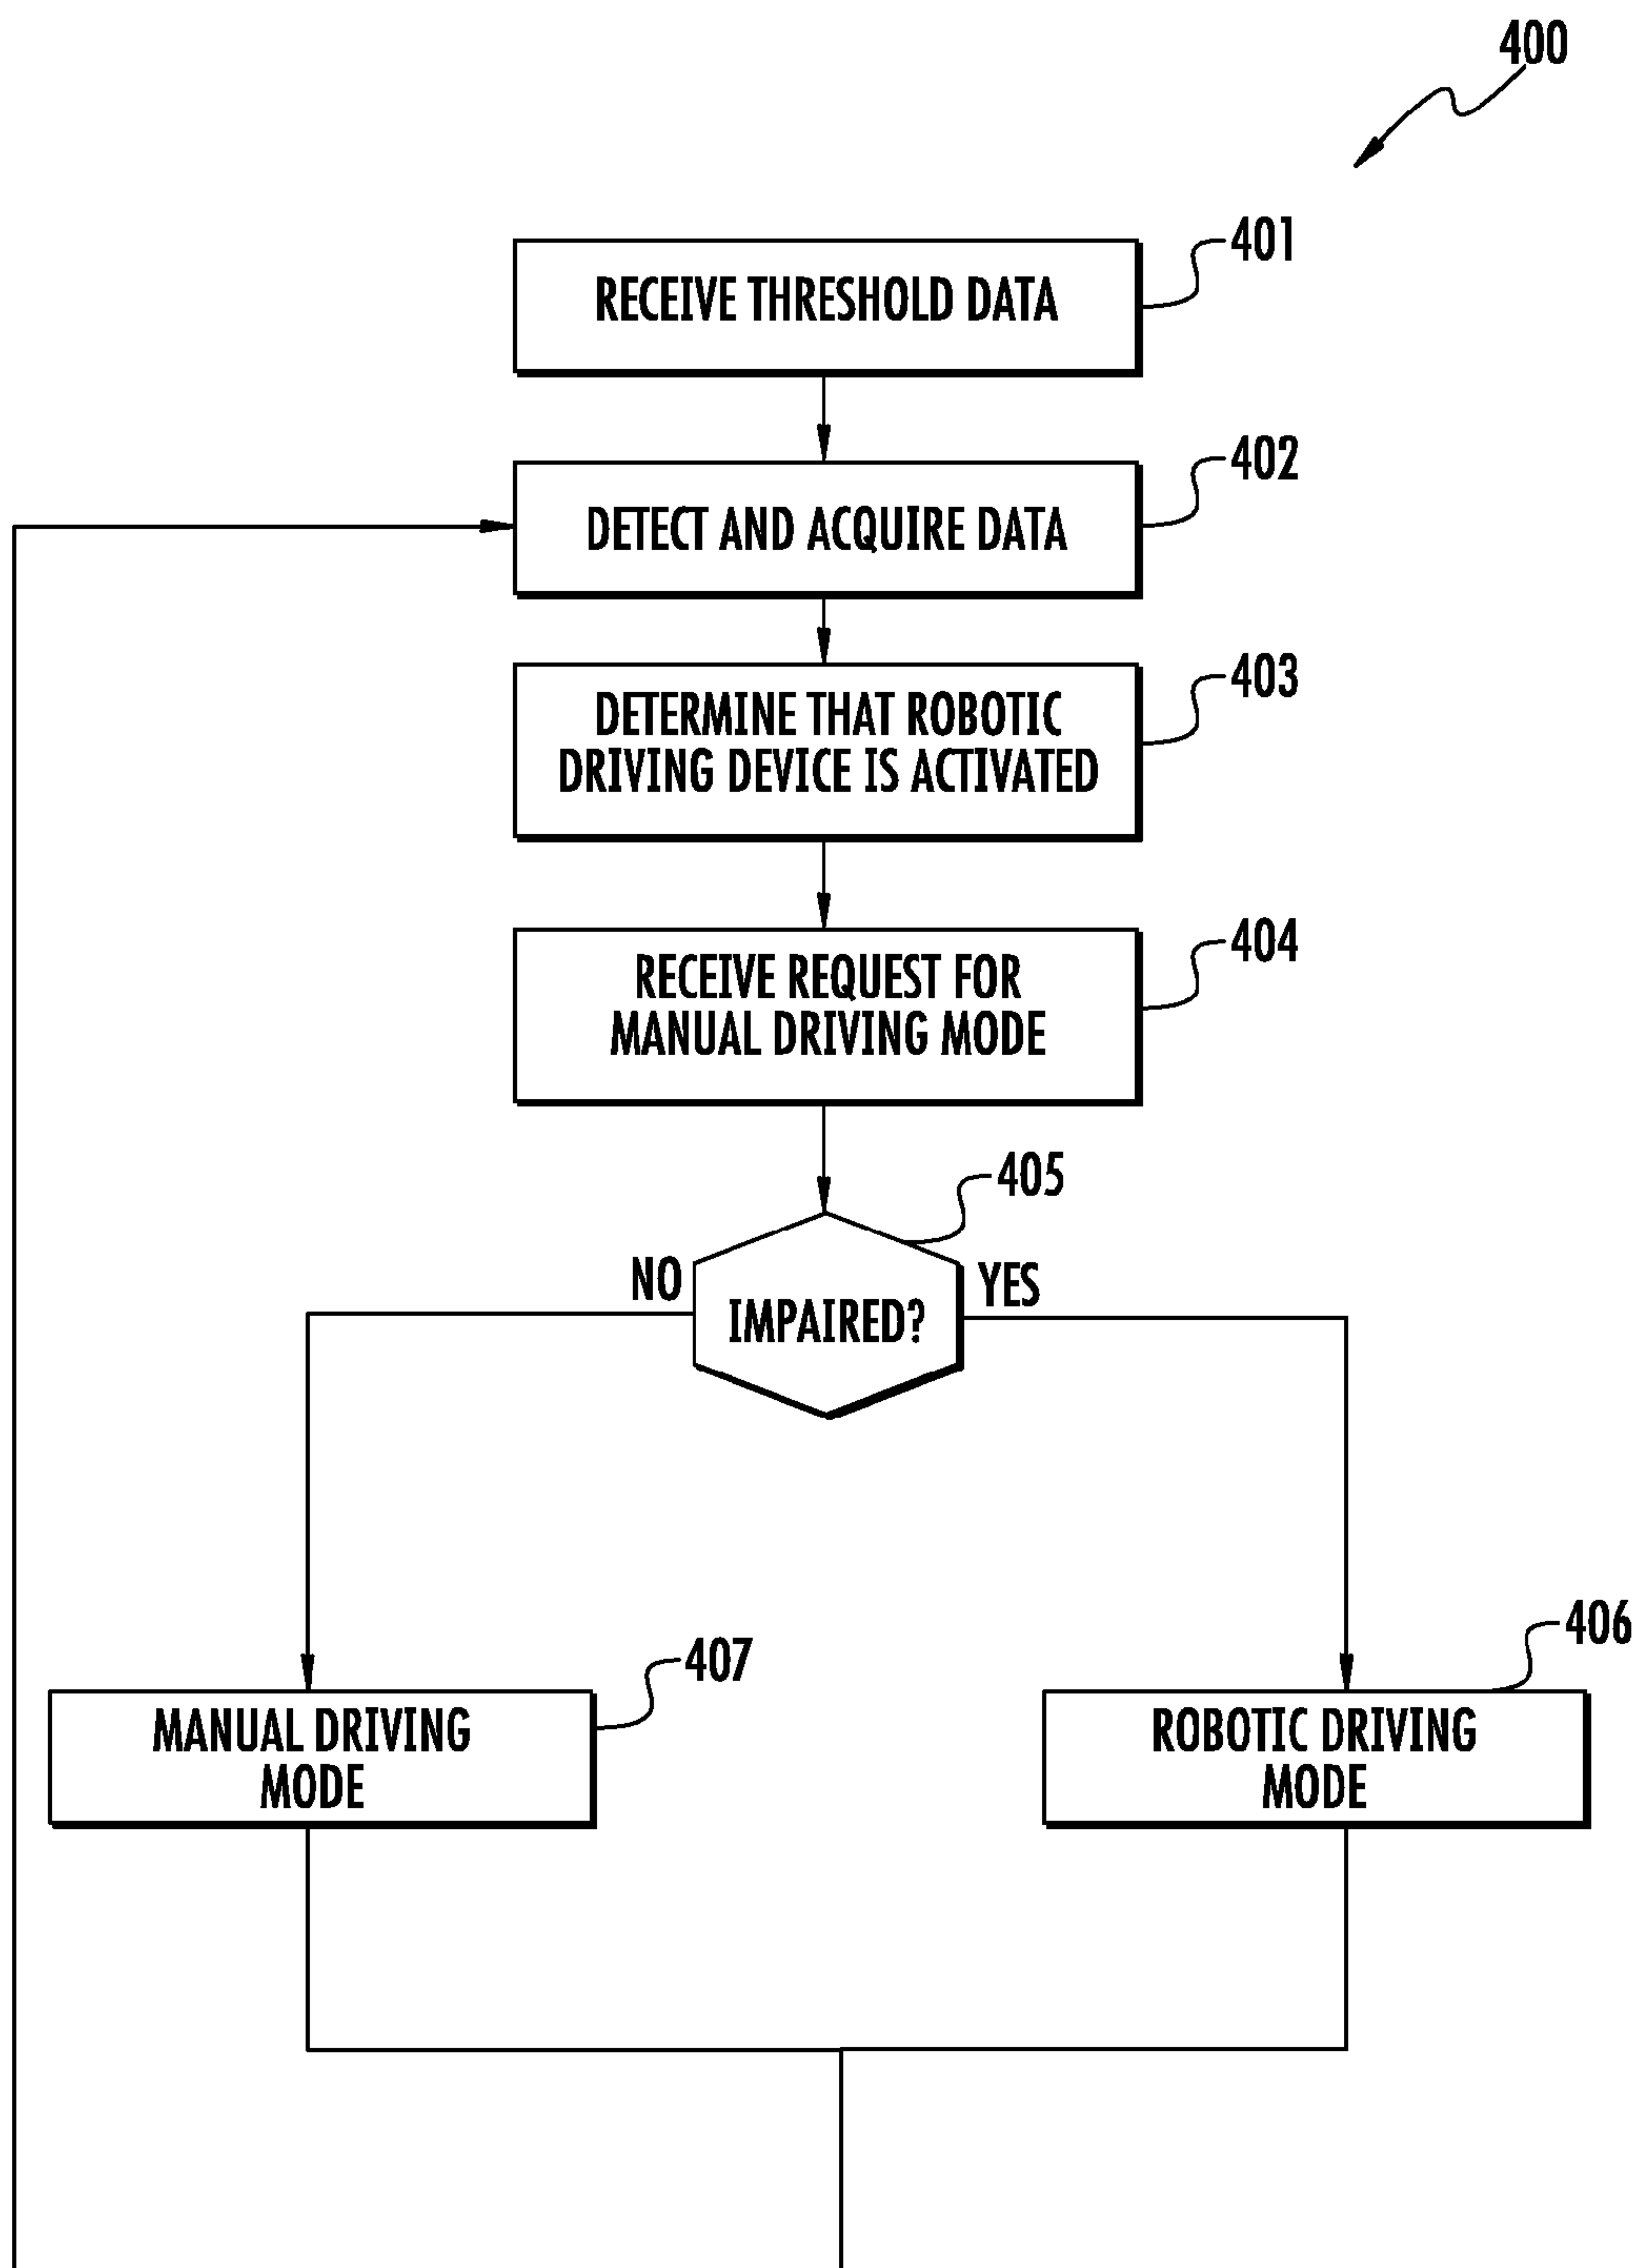 400
RECEIVE THRESHOLD DATA
401
DETECT AND ACQUIRE DATA
402
DETERMINE THAT ROBOTIC
DRIVING DEVICE IS ACTIVATED
403
RECEIVE REQUEST FOR
MANUAL DRIVING MODE
404
405
NO
IMPAIRED?
YES
407
MANUAL DRIVING
MODE
406
ROBOTIC DRIVING
MODE